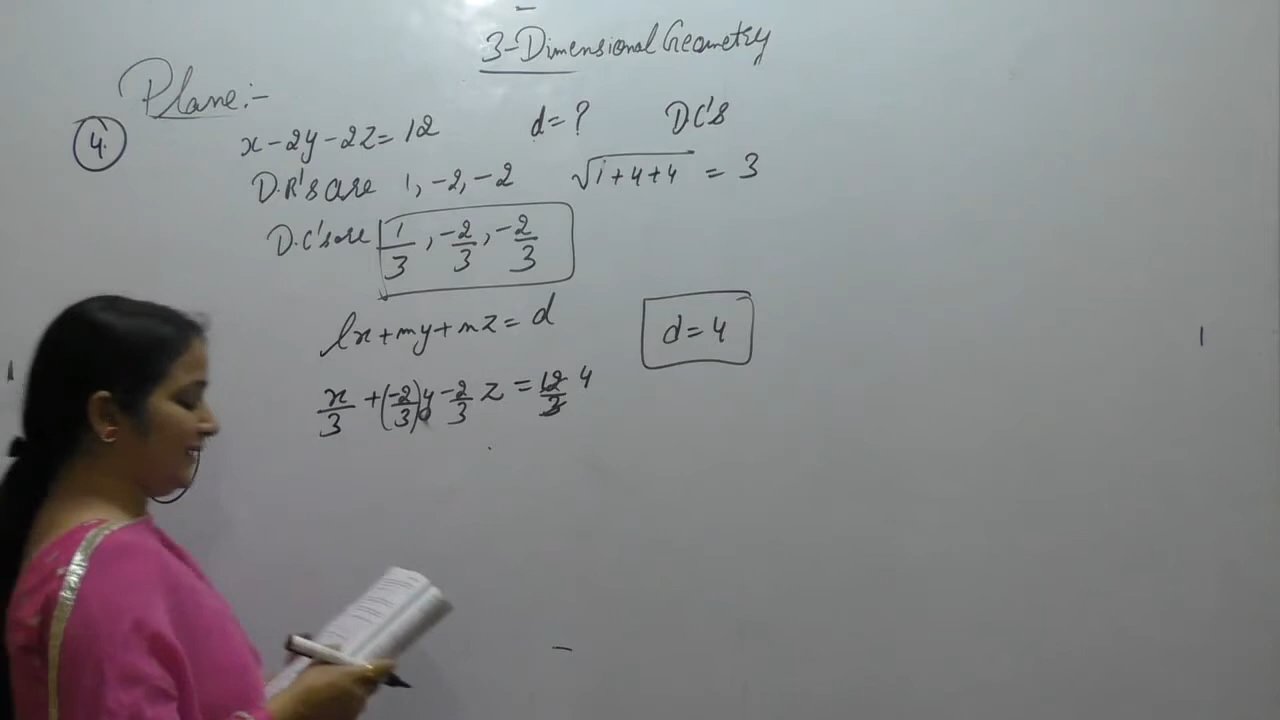 3-Dimensional Geometry
Plane:-
4. x-2y-2z=12 d=? DC's
D.R's are 1, -2, -2 √1+4+4 = 3
D.C's are 1/3, -2/3, -2/3
lx+my+nz=d d=4
x/3 +(-2/3)y -2/3 z = 12/3 4